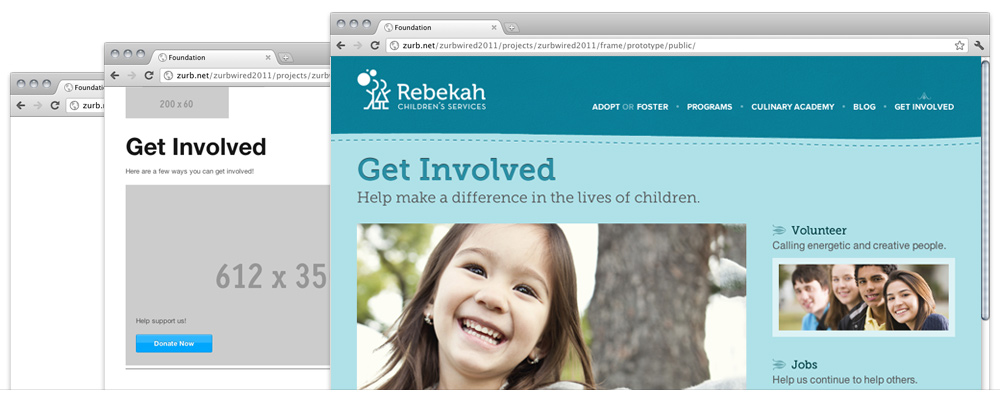 Foundation
zurb.n
Foundation
zurb.net/zurbwired2011/projects/zurbw
200 x 60
Get Involved
Here are a few ways you can get involved!
612 x 35
Help support us!
Donate Now
Foundation
zurb.net/zurbwired2011/projects/zurbwired2011/frame/prototype/public/
Rebekah
CHILDREN'S SERVICES
ADOPT OR FOSTER • PROGRAMS • CULINARY ACADEMY • BLOG • GET INVOLVED
Get Involved
Help make a difference in the lives of children.
Volunteer
Calling energetic and creative people.
Jobs
Help us continue to help others.